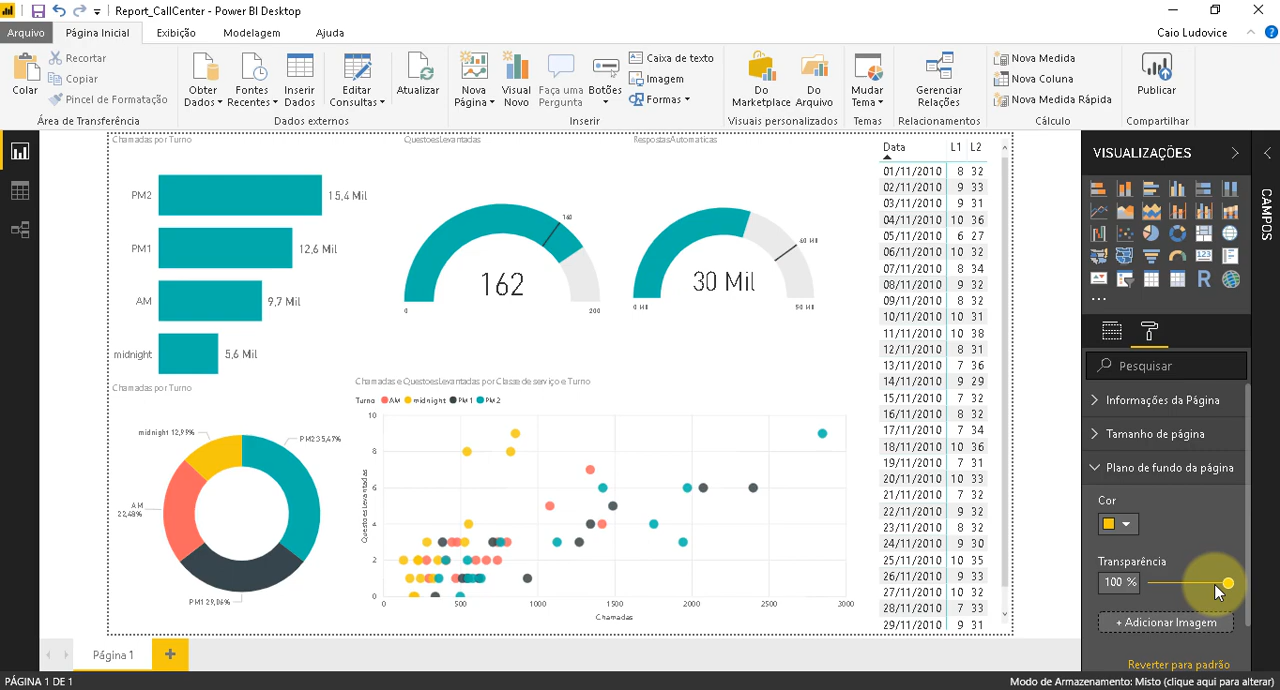 Report_CallCenter - Power BI Desktop
Arquivo Página Inicial Exibição Modelagem Ajuda Caio Ludovice
Colar
Recortar
Copiar
Pincel de Formatação
Área de Transferência
Obter Dados
Fontes Recentes
Inserir Dados
Editar Consultas
Atualizar
Dados externos
Nova Página
Visual Novo
Faça uma Pergunta
Botões
Caixa de texto
Imagem
Formas
Inserir
Do Marketplace
Do Arquivo
Visuais personalizados
Mudar Tema
Temas
Gerenciar Relações
Relacionamentos
Nova Medida
Nova Coluna
Nova Medida Rápida
Cálculo
Publicar
Compartilhar
Chamadas por Turno
PM2 15,4 Mil
PM1 12,6 Mil
AM 9,7 Mil
midnight 5,6 Mil
QuestoesLevantadas
160
162
0 200
RespostasAutomaticas
30 Mil
0 Mil 50 Mil
Data L1 L2
01/11/2010 8 32
02/11/2010 9 33
03/11/2010 9 31
04/11/2010 10 36
05/11/2010 6 27
06/11/2010 10 32
07/11/2010 8 34
08/11/2010 9 32
09/11/2010 8 32
10/11/2010 10 31
11/11/2010 10 38
12/11/2010 8 31
13/11/2010 7 36
14/11/2010 9 29
15/11/2010 7 32
16/11/2010 8 32
17/11/2010 7 34
18/11/2010 10 36
19/11/2010 7 31
20/11/2010 10 33
21/11/2010 7 32
22/11/2010 9 32
23/11/2010 8 32
24/11/2010 9 30
25/11/2010 10 35
26/11/2010 9 33
27/11/2010 10 32
28/11/2010 7 33
29/11/2010 9 31
Chamadas por Turno
midnight 12,99%
PM2 35,47%
AM
22,48%
PM1 29,06%
Chamadas e QuestoesLevantadas por Classe de serviço e Turno
Turno AM midnight PM1 PM2
QuestoesLevantadas
10
8
6
4
2
0
0 500 1000 1500 2000 2500 3000
Chamadas
VISUALIZAÇÕES
123
R
CAMPOS
Pesquisar
Informações da Página
Tamanho de página
Plano de fundo da página
Cor
Transparência
100 %
+ Adicionar Imagem
Reverter para padrão
Página 1 +
PÁGINA 1 DE 1
Modo de Armazenamento: Misto (clique aqui para alterar)